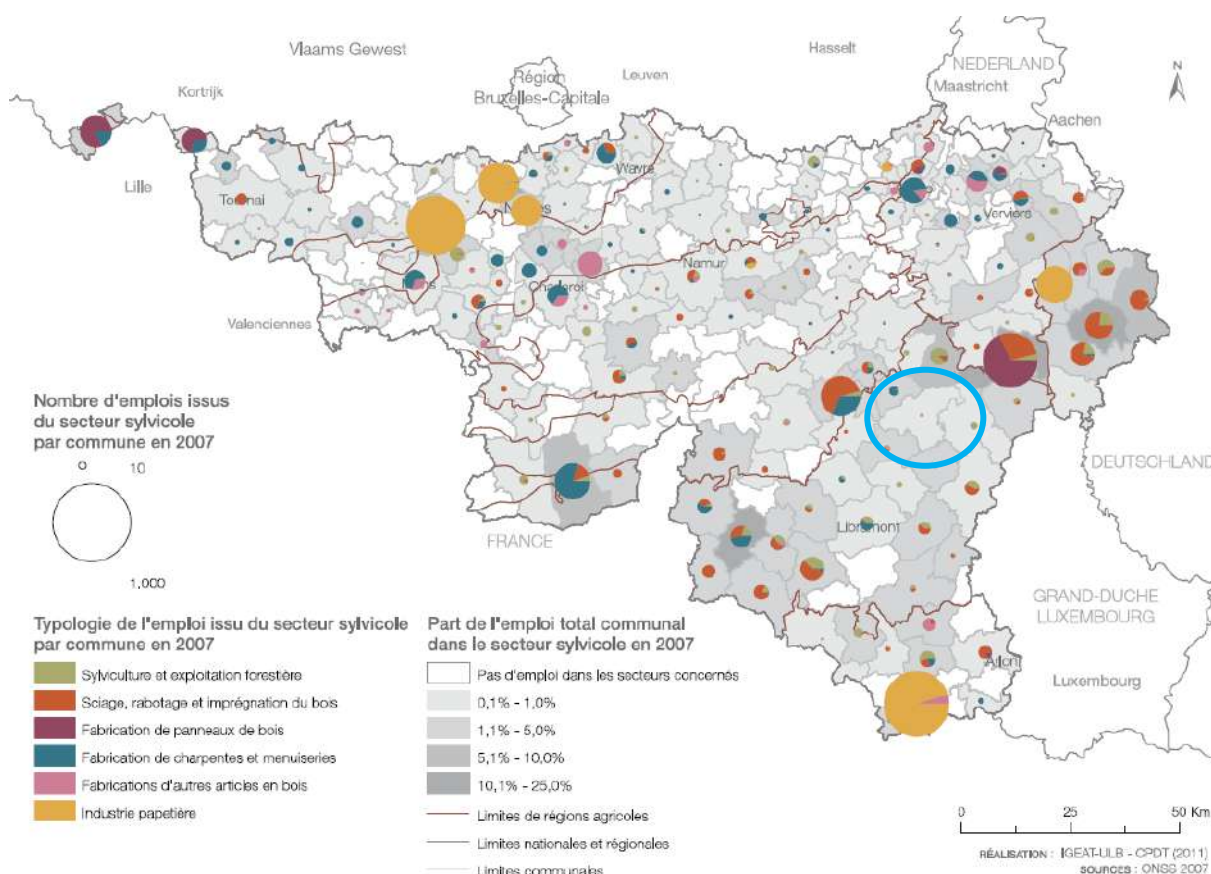 Vlaams Gewest
Hasselt
NEDERLAND
Maastricht
Kortrijk
Région
Bruxelles-Capitale
Leuven
N
Aachen
Lille
Wavre
Tournai
Verviers
Namur
Mons
Charleroi
Valenciennes
Nombre d'emplois issus
du secteur sylvicole
par commune en 2007
0 10
1,000
DEUTSCHLAND
Libramont
FRANCE
GRAND-DUCHE
LUXEMBOURG
Arlon
Luxembourg
Typologie de l'emploi issu du secteur sylvicole
par commune en 2007
Sylviculture et exploitation forestière
Sciage, rabotage et imprégnation du bois
Fabrication de panneaux de bois
Fabrication de charpentes et menuiseries
Fabrications d'autres articles en bois
Industrie papetière
Part de l'emploi total communal
dans le secteur sylvicole en 2007
Pas d'emploi dans les secteurs concernés
0,1% - 1,0%
1,1% - 5,0%
5,1% - 10,0%
10,1% - 25,0%
Limites de régions agricoles
Limites nationales et régionales
Limites communales
0 25 50 Km
RÉALISATION : IGEAT-ULB - CPDT (2011)
SOURCES : ONSS 2007